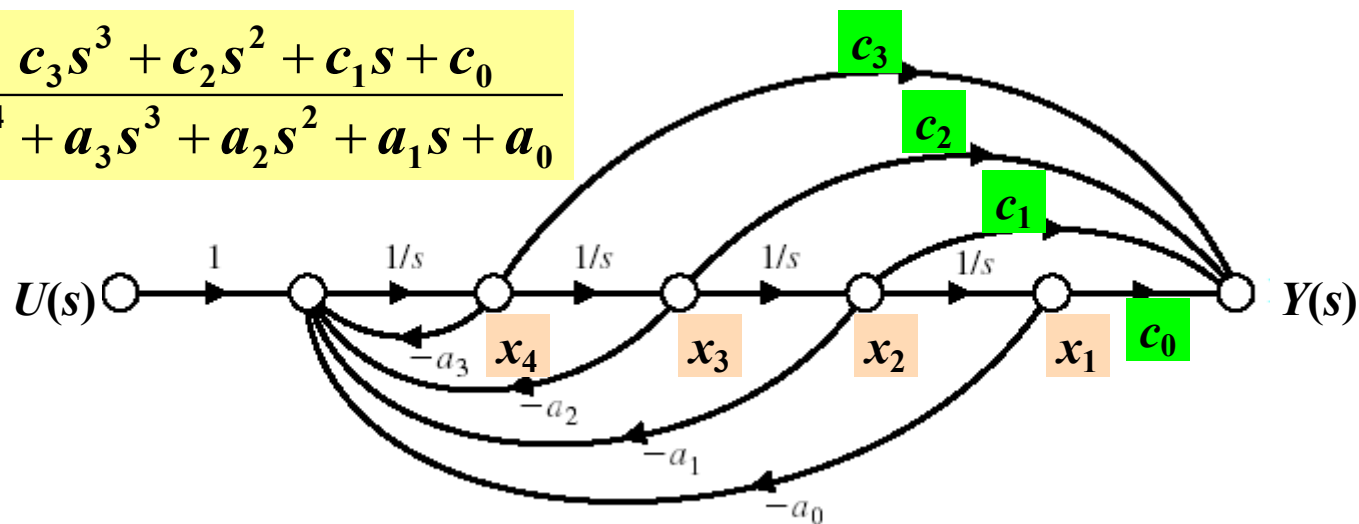 c₃s³ + c₂s² + c₁s + c₀
⁴ + a₃s³ + a₂s² + a₁s + a₀
c₃
c₂
c₁
1 1/s 1/s 1/s 1/s
U(s) Y(s)
x₄ x₃ x₂ x₁ c₀
−a₃
−a₂
−a₁
−a₀